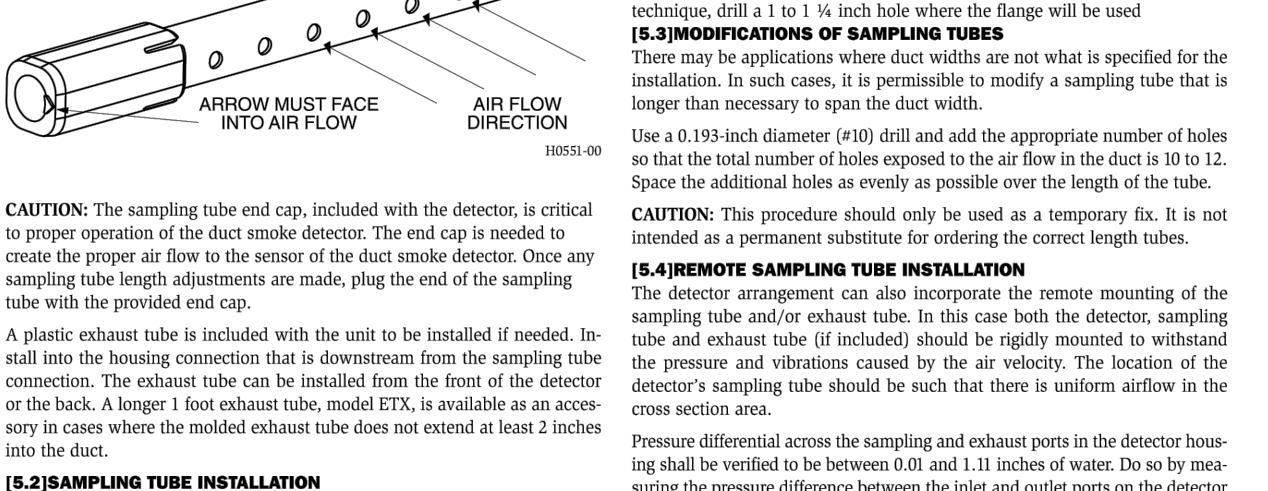 ARROW MUST FACE
INTO AIR FLOW
AIR FLOW
DIRECTION
H0551-00
CAUTION: The sampling tube end cap, included with the detector, is critical
to proper operation of the duct smoke detector. The end cap is needed to
create the proper air flow to the sensor of the duct smoke detector. Once any
sampling tube length adjustments are made, plug the end of the sampling
tube with the provided end cap.
A plastic exhaust tube is included with the unit to be installed if needed. In-
stall into the housing connection that is downstream from the sampling tube
connection. The exhaust tube can be installed from the front of the detector
or the back. A longer 1 foot exhaust tube, model ETX, is available as an acces-
sory in cases where the molded exhaust tube does not extend at least 2 inches
into the duct.
[5.2]SAMPLING TUBE INSTALLATION
technique, drill a 1 to 1 ¼ inch hole where the flange will be used
[5.3]MODIFICATIONS OF SAMPLING TUBES
There may be applications where duct widths are not what is specified for the
installation. In such cases, it is permissible to modify a sampling tube that is
longer than necessary to span the duct width.
Use a 0.193-inch diameter (#10) drill and add the appropriate number of holes
so that the total number of holes exposed to the air flow in the duct is 10 to 12.
Space the additional holes as evenly as possible over the length of the tube.
CAUTION: This procedure should only be used as a temporary fix. It is not
intended as a permanent substitute for ordering the correct length tubes.
[5.4]REMOTE SAMPLING TUBE INSTALLATION
The detector arrangement can also incorporate the remote mounting of the
sampling tube and/or exhaust tube. In this case both the detector, sampling
tube and exhaust tube (if included) should be rigidly mounted to withstand
the pressure and vibrations caused by the air velocity. The location of the
detector's sampling tube should be such that there is uniform airflow in the
cross section area.
Pressure differential across the sampling and exhaust ports in the detector hous-
ing shall be verified to be between 0.01 and 1.11 inches of water. Do so by mea-
suring the pressure difference between the inlet and outlet ports on the detector